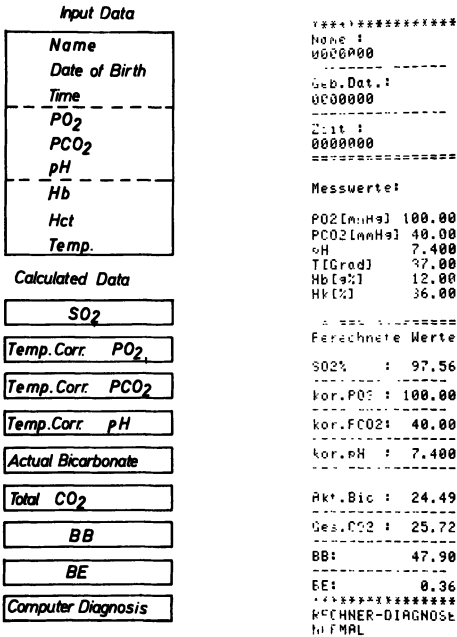 Input Data
Name
Date of Birth
Time
PO2
PCO2
pH
Hb
Hct
Temp.
Calculated Data
SO2
Temp.Corr. PO2
Temp.Corr. PCO2
Temp.Corr. pH
Actual Bicarbonate
Total CO2
BB
BE
Computer Diagnosis
Name :
0000000
Geb.Dat.:
0000000
Zeit :
0000000
Messwerte:
PO2[mmHg] 100.00
PCO2[mmHg] 40.00
pH 7.400
T[Grad] 37.00
Hb[g%] 12.00
Hk[%] 36.00
Berechnete Werte
SO2% : 97.56
kor.PO2 : 100.00
kor.PCO2: 40.00
kor.pH : 7.400
Akt.Bic : 24.49
Ges.CO2 : 25.72
BB: 47.90
BE: 0.36
RECHNER-DIAGNOSE
NORMAL